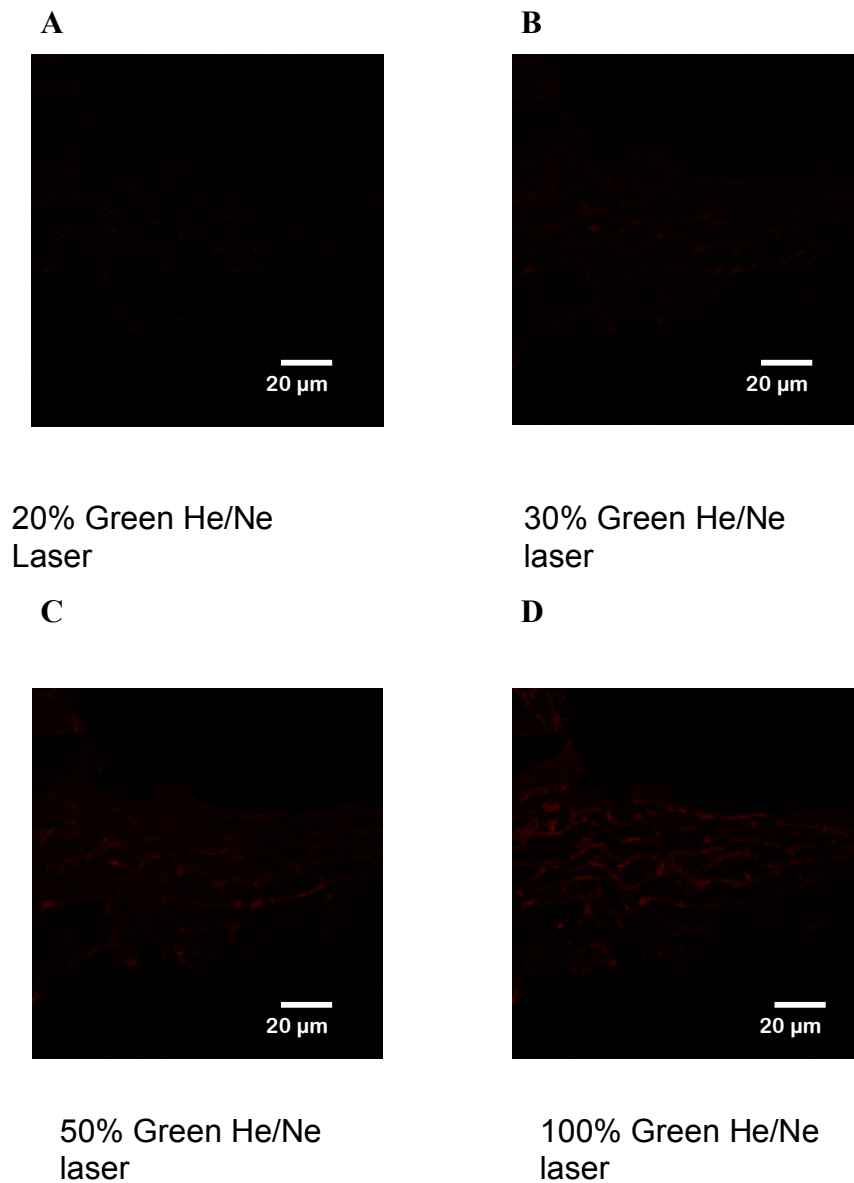 A
B
20 µm
20 µm
20% Green He/Ne
Laser
30% Green He/Ne
laser
C
D
20 µm
20 µm
50% Green He/Ne
laser
100% Green He/Ne
laser